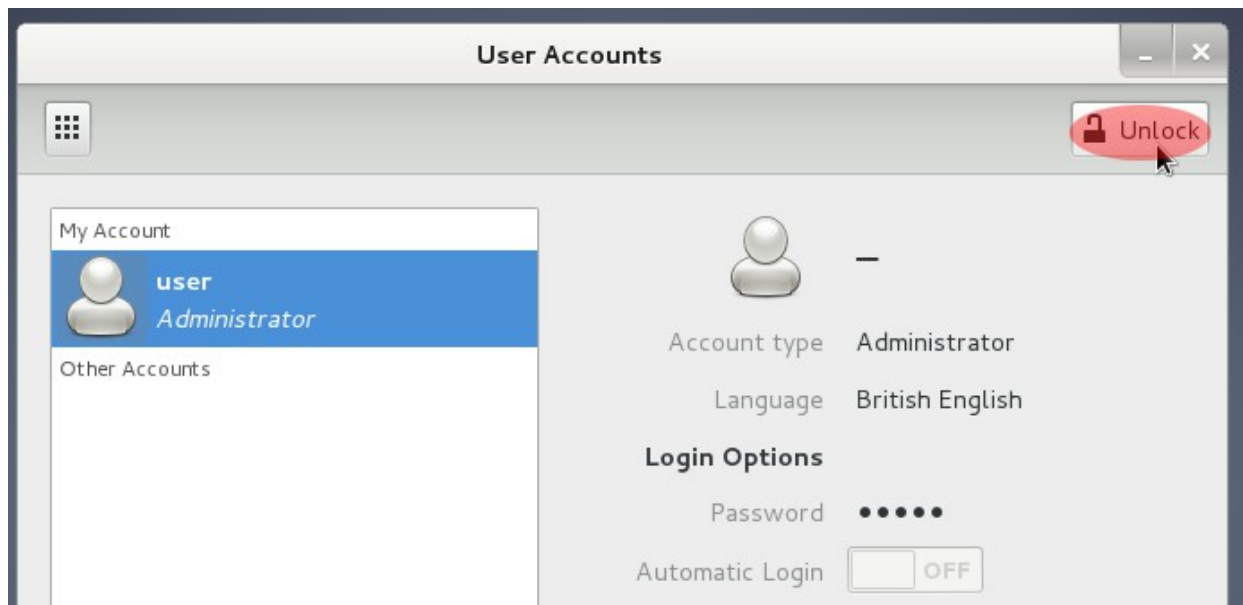 User Accounts
Unlock
My Account
user
Administrator
Other Accounts
–
Account type Administrator
Language British English
Login Options
Password •••••
Automatic Login OFF